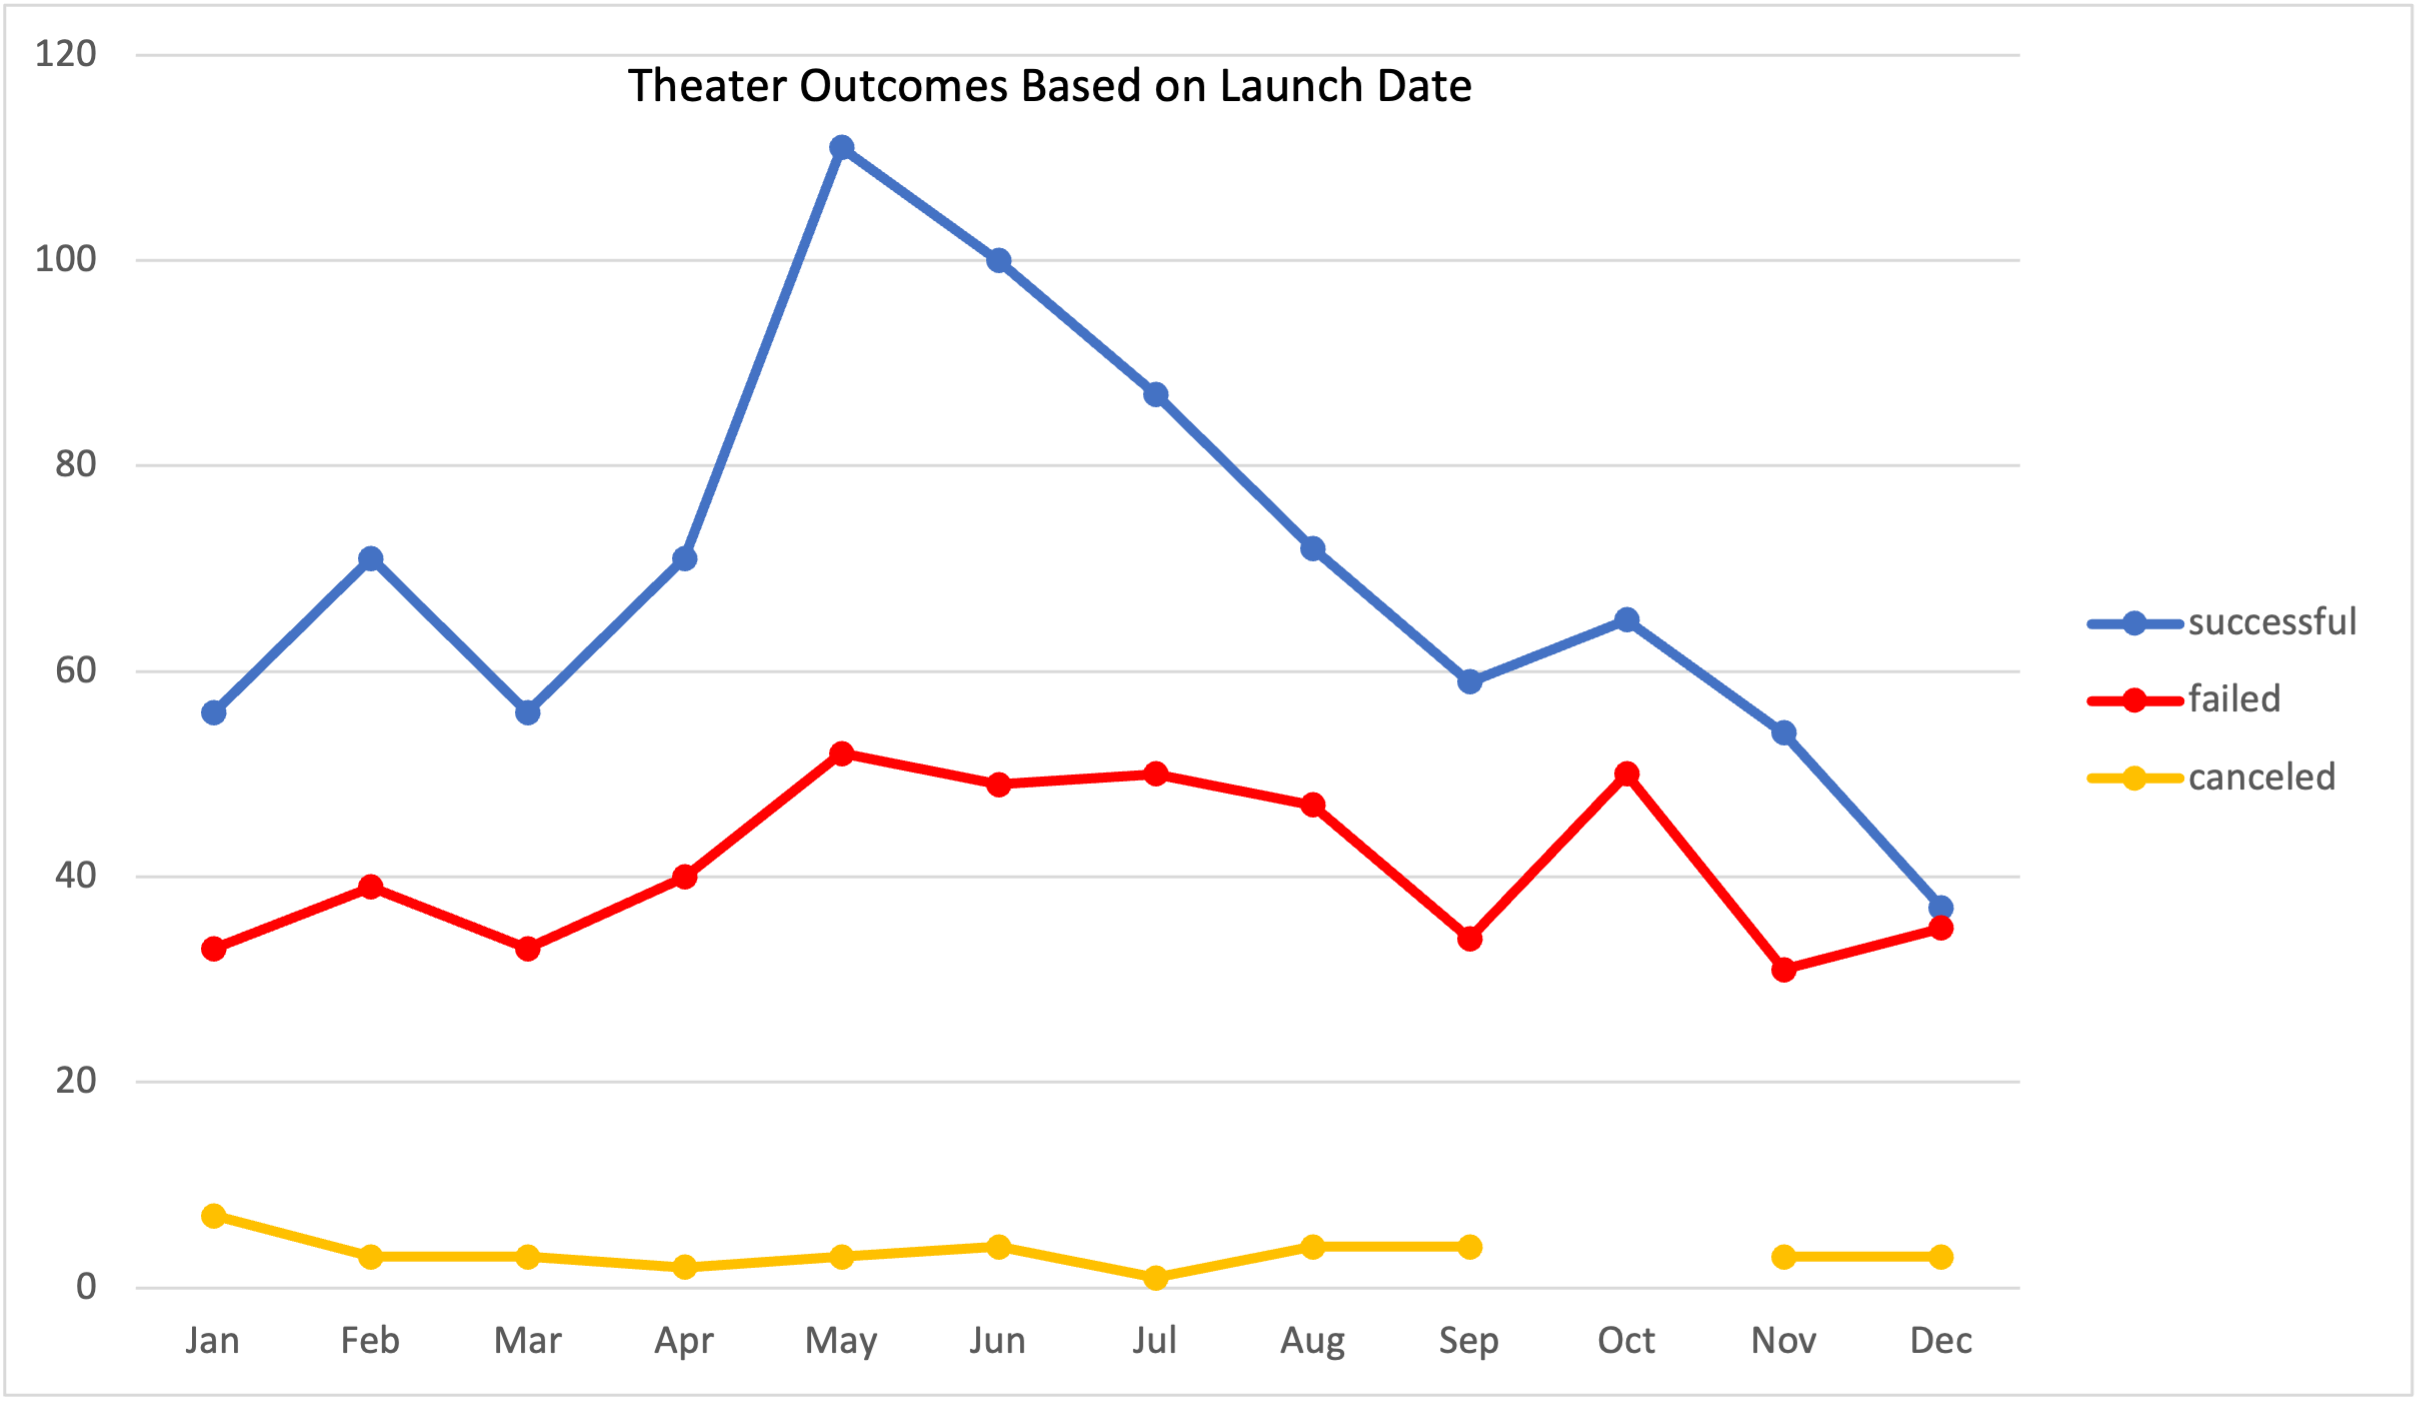 Theater Outcomes Based on Launch Date
120
100
80
60
40
20
0
Jan Feb Mar Apr May Jun Jul Aug Sep Oct Nov Dec
successful
failed
canceled